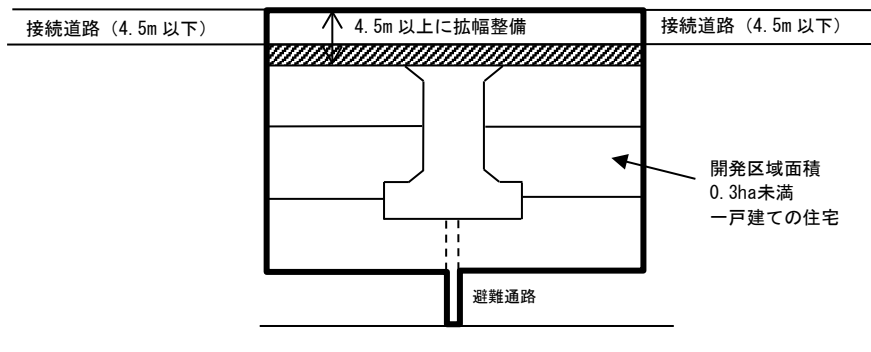 接続道路（4.5m 以下）
4.5m 以上に拡幅整備
接続道路（4.5m 以下）
開発区域面積
0.3ha未満
一戸建ての住宅
避難通路